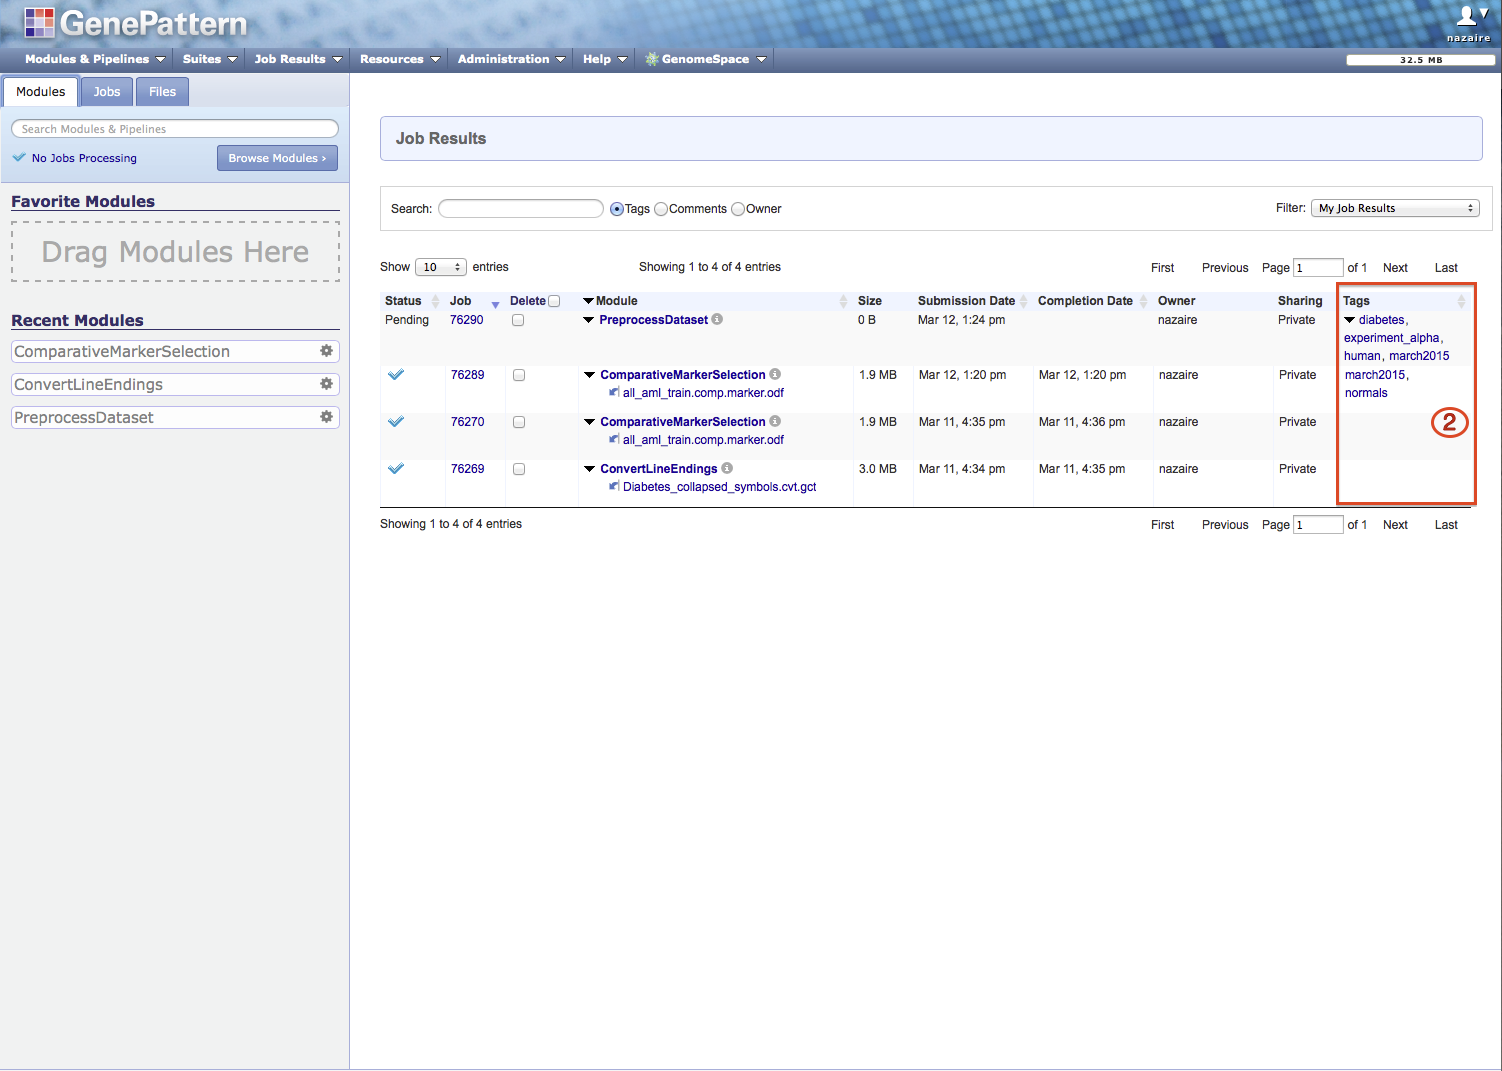 GenePattern
nazaire
Modules & Pipelines Suites Job Results Resources Administration Help GenomeSpace 32.5 MB
Modules Jobs Files
Search Modules & Pipelines
No Jobs Processing Browse Modules ›
Favorite Modules
Drag Modules Here
Recent Modules
ComparativeMarkerSelection
ConvertLineEndings
PreprocessDataset
Job Results
Search: Tags Comments Owner Filter: My Job Results
Show 10 entries Showing 1 to 4 of 4 entries First Previous Page 1 of 1 Next Last
Status Job Delete Module Size Submission Date Completion Date Owner Sharing Tags
Pending 76290 PreprocessDataset 0 B Mar 12, 1:24 pm nazaire Private diabetes,
experiment_alpha,
human, march2015
76289 ComparativeMarkerSelection 1.9 MB Mar 12, 1:20 pm Mar 12, 1:20 pm nazaire Private march2015,
all_aml_train.comp.marker.odf normals
76270 ComparativeMarkerSelection 1.9 MB Mar 11, 4:35 pm Mar 11, 4:36 pm nazaire Private 2
all_aml_train.comp.marker.odf
76269 ConvertLineEndings 3.0 MB Mar 11, 4:34 pm Mar 11, 4:35 pm nazaire Private
Diabetes_collapsed_symbols.cvt.gct
Showing 1 to 4 of 4 entries First Previous Page 1 of 1 Next Last